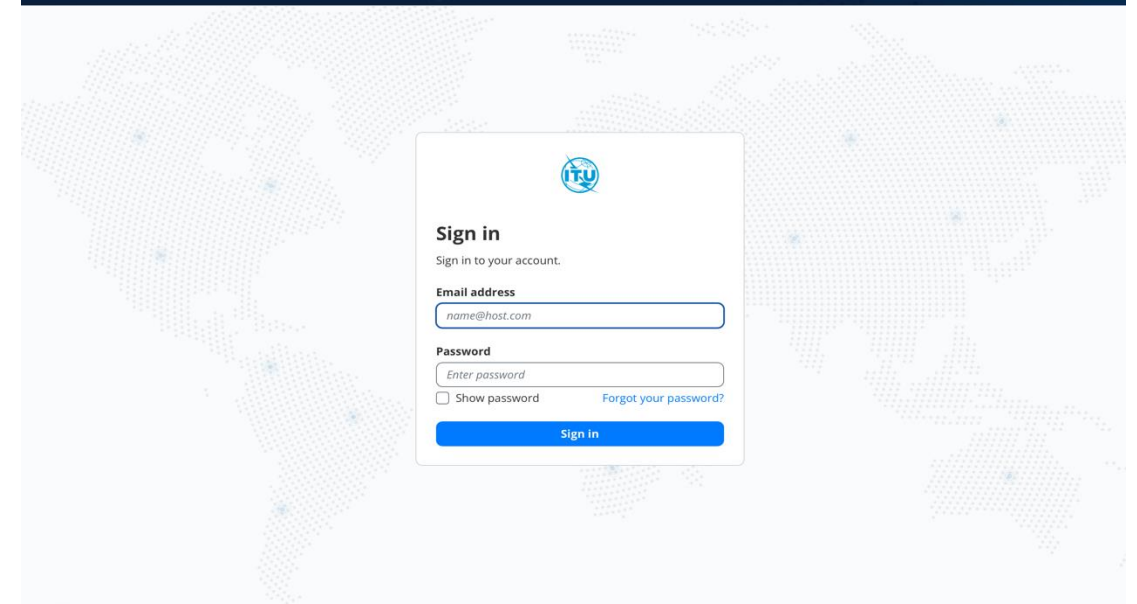 ITU
Sign in
Sign in to your account.
Email address
name@host.com
Password
Enter password
Show password Forgot your password?
Sign in